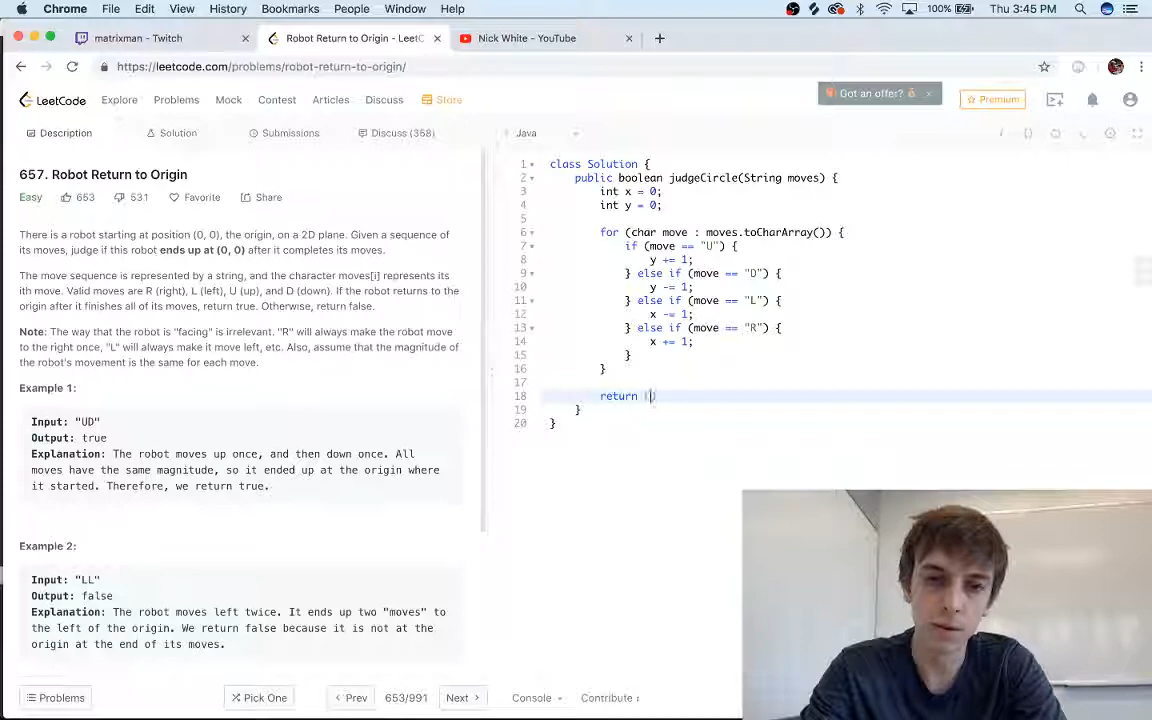 Chrome File Edit View History Bookmarks People Window Help 100% Thu 3:45 PM
matrixman - Twitch × Robot Return to Origin - LeetC × Nick White - YouTube × +
https://leetcode.com/problems/robot-return-to-origin/
LeetCode Explore Problems Mock Contest Articles Discuss Store Got an offer? Premium
Description Solution Submissions Discuss (368) Java
657. Robot Return to Origin
Easy 653 531 Favorite Share
There is a robot starting at position (0, 0), the origin, on a 2D plane. Given a sequence of
its moves, judge if this robot ends up at (0, 0) after it completes its moves.
The move sequence is represented by a string, and the character moves[i] represents its
ith move. Valid moves are R (right), L (left), U (up), and D (down). If the robot returns to the
origin after it finishes all of its moves, return true. Otherwise, return false.
Note: The way that the robot is "facing" is irrelevant. "R" will always make the robot move
to the right once, "L" will always make it move left, etc. Also, assume that the magnitude of
the robot's movement is the same for each move.
Example 1:
Input: "UD"
Output: true
Explanation: The robot moves up once, and then down once. All
moves have the same magnitude, so it ended up at the origin where
it started. Therefore, we return true.
Example 2:
Input: "LL"
Output: false
Explanation: The robot moves left twice. It ends up two "moves" to
the left of the origin. We return false because it is not at the
origin at the end of its moves.
1 class Solution {
2 public boolean judgeCircle(String moves) {
3 int x = 0;
4 int y = 0;
5
6 for (char move : moves.toCharArray()) {
7 if (move == "U") {
8 y += 1;
9 } else if (move == "D") {
10 y -= 1;
11 } else if (move == "L") {
12 x -= 1;
13 } else if (move == "R") {
14 x += 1;
15 }
16 }
17
18 return
19 }
20 }
Problems Pick One Prev 653/991 Next Console Contribute